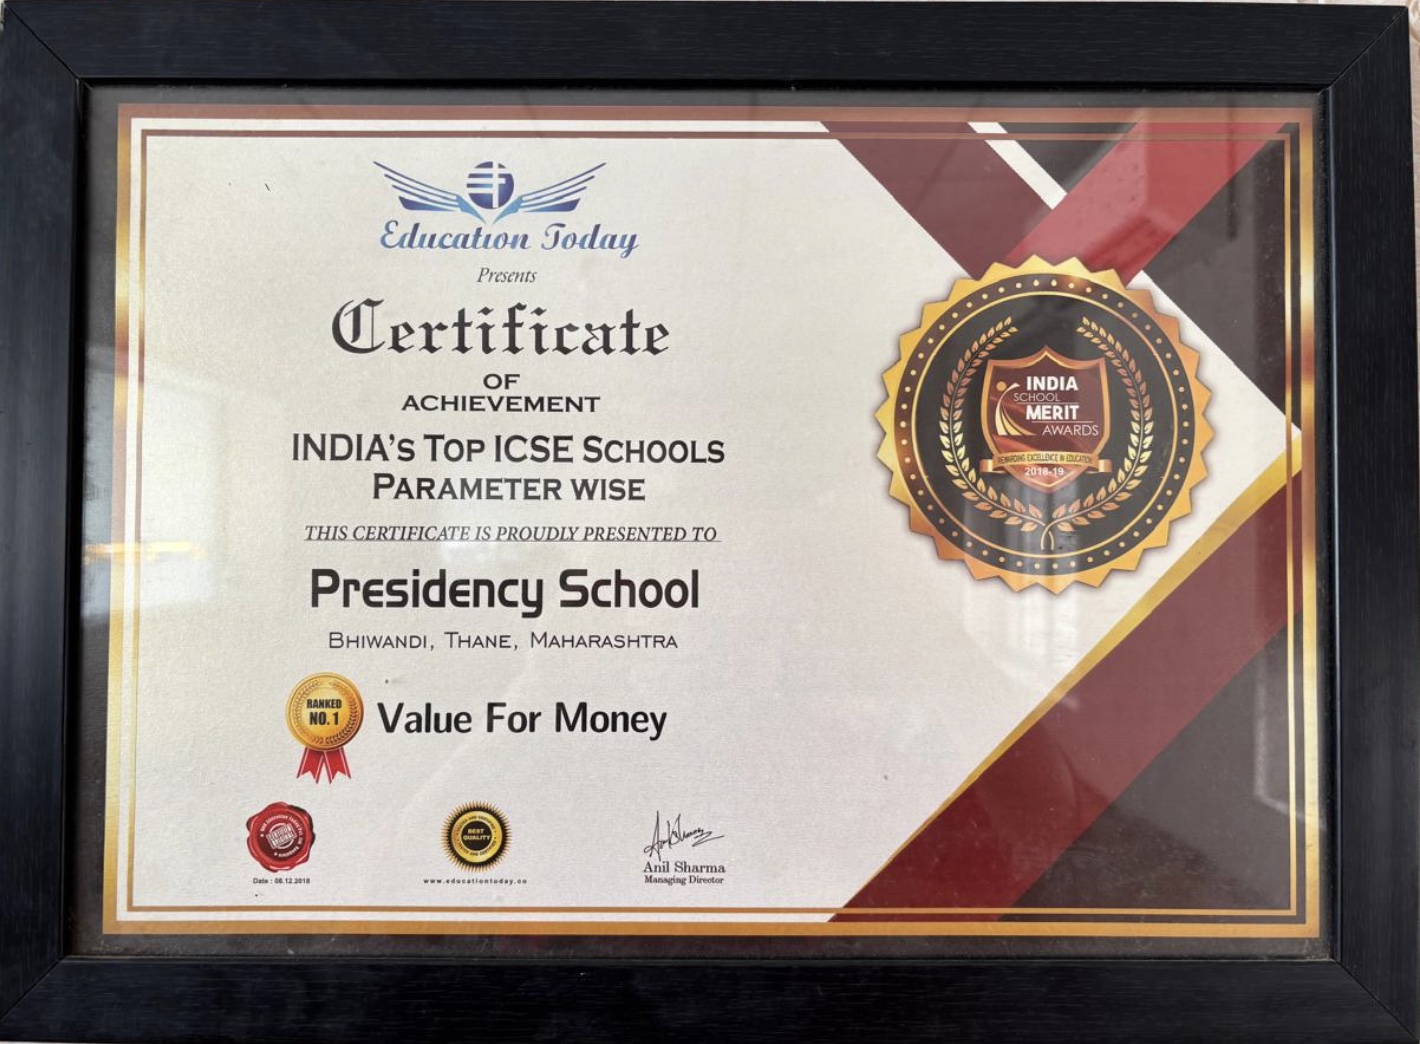 Education Today
Presents
Certificate
OF
ACHIEVEMENT
INDIA's TOP ICSE SCHOOLS
PARAMETER WISE
THIS CERTIFICATE IS PROUDLY PRESENTED TO
Presidency School
BHIWANDI, THANE, MAHARASHTRA
RANKED
NO. 1
Value For Money
Date : 08.12.2018
BEST
QUALITY
www.educationtoday.co
Anil Sharma
Managing Director
INDIA
SCHOOL
MERIT
AWARDS
REWARDING EXCELLENCE IN EDUCATION
2018-19